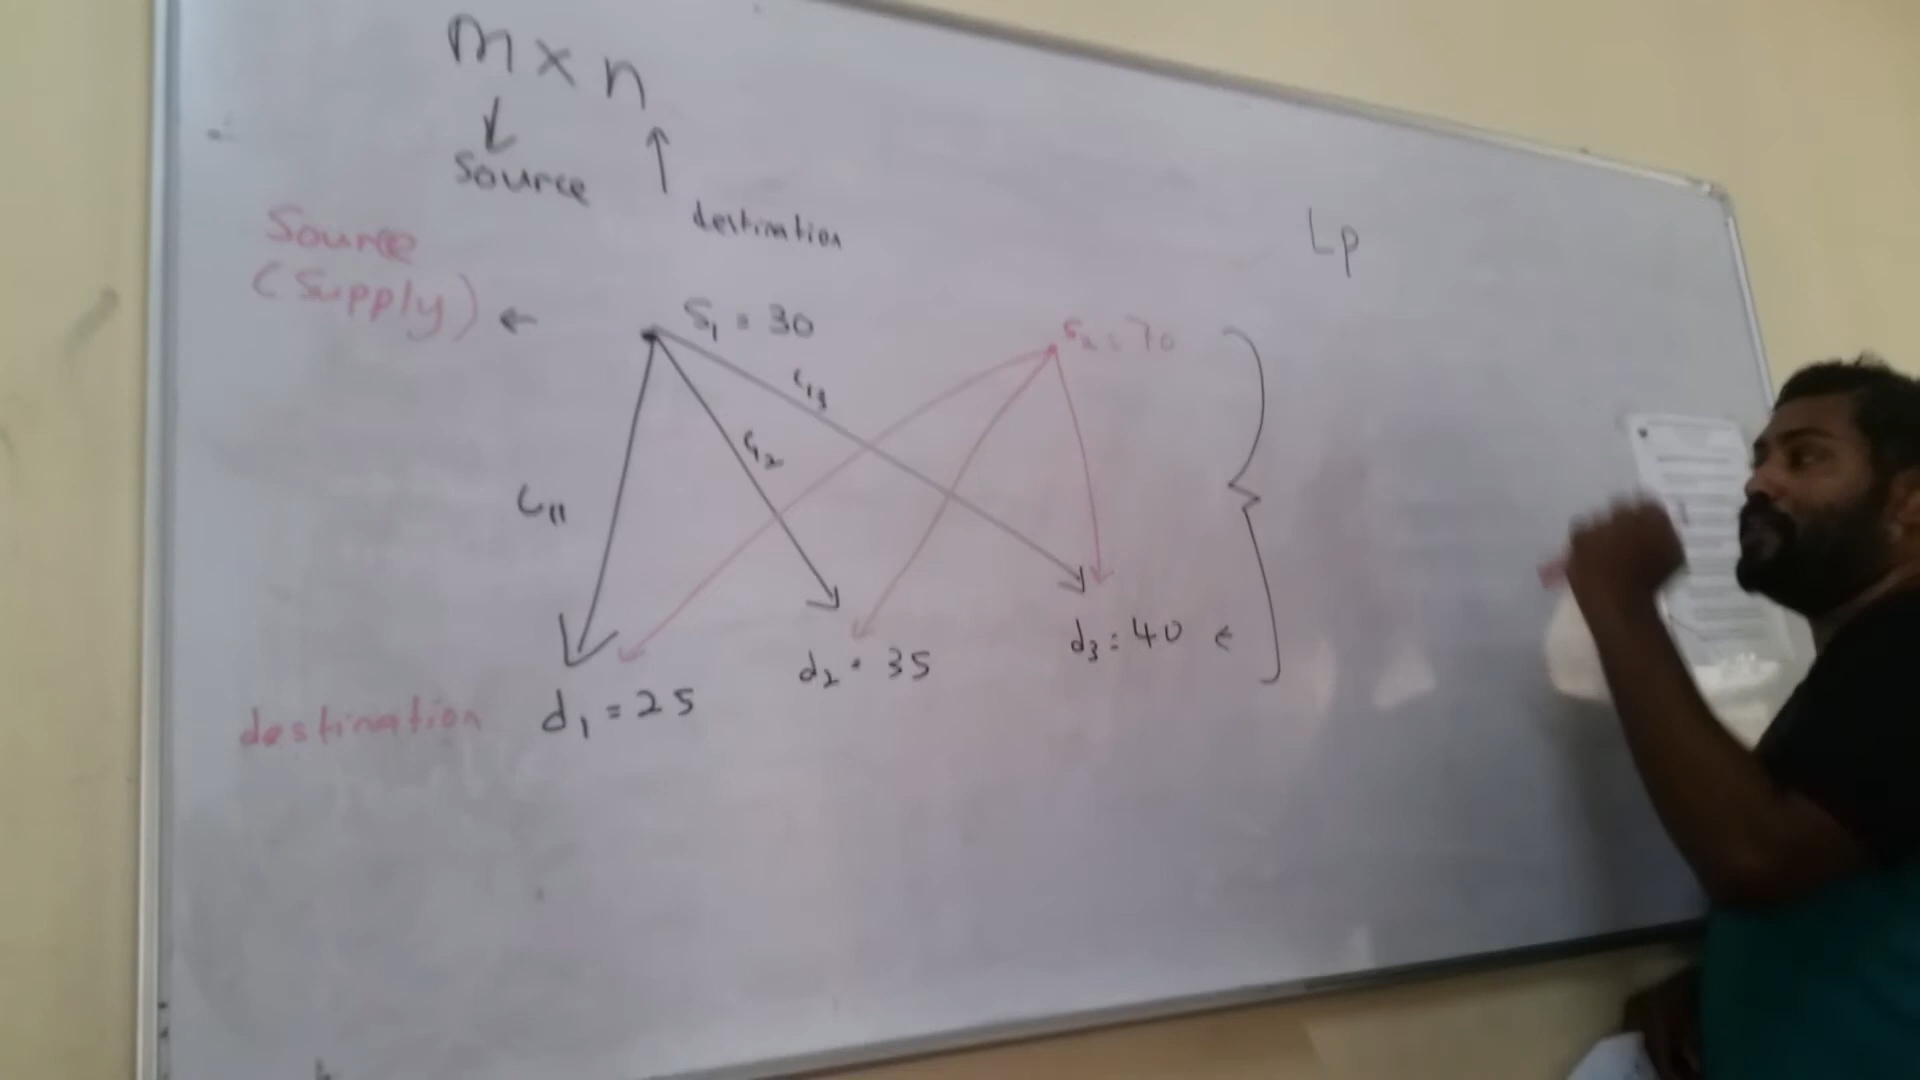 m x n
source
destination
Source
(Supply)
Lp
S₁ = 30
S₂ = 70
C₁₃
C₁₂
C₁₁
d₃ = 40
d₂ = 35
d₁ = 25
destination